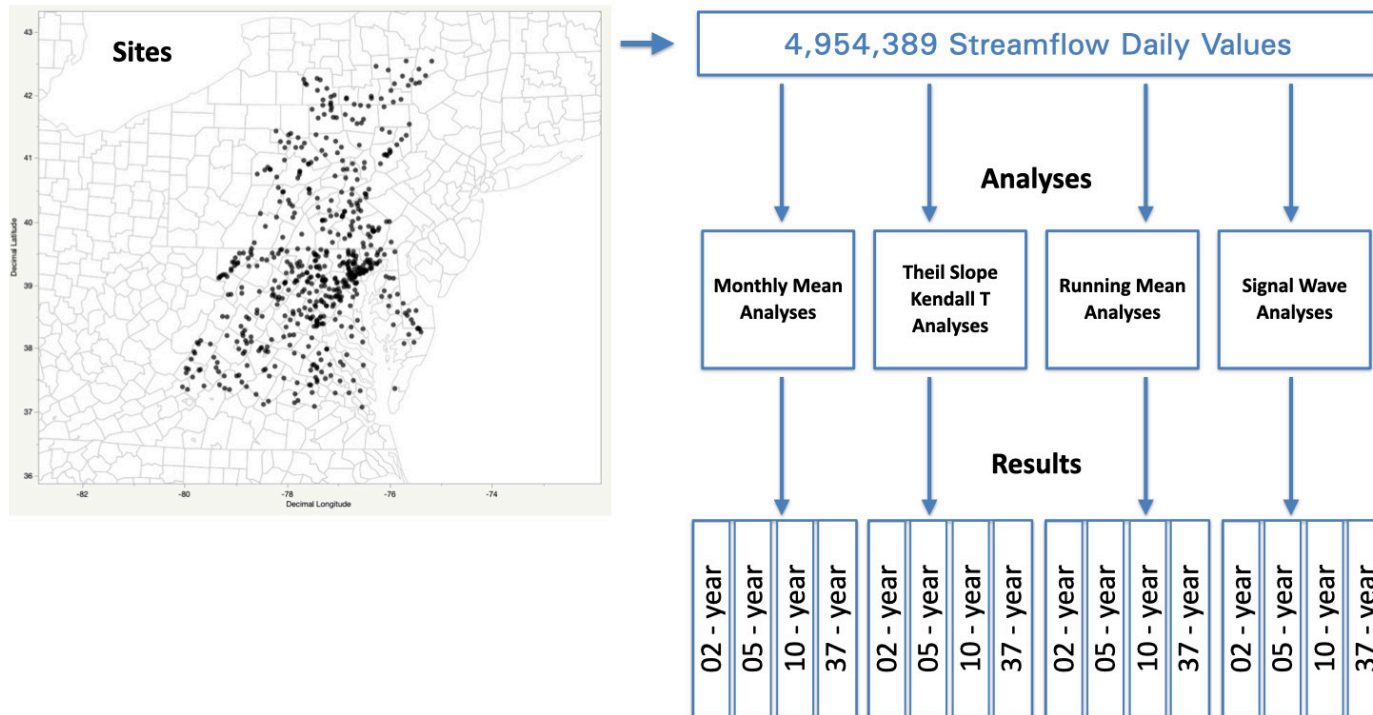 Sites
43
42
41
40
39
38
37
36
Decimal Latitude
-82
-80
-78
-76
-74
Decimal Longitude
4,954,389 Streamflow Daily Values
Analyses
Monthly Mean
Analyses
Theil Slope
Kendall T
Analyses
Running Mean
Analyses
Signal Wave
Analyses
Results
02 - year
05 - year
10 - year
37 - year
02 - year
05 - year
10 - year
37 - year
02 - year
05 - year
10 - year
37 - year
02 - year
05 - year
10 - year
37 - year